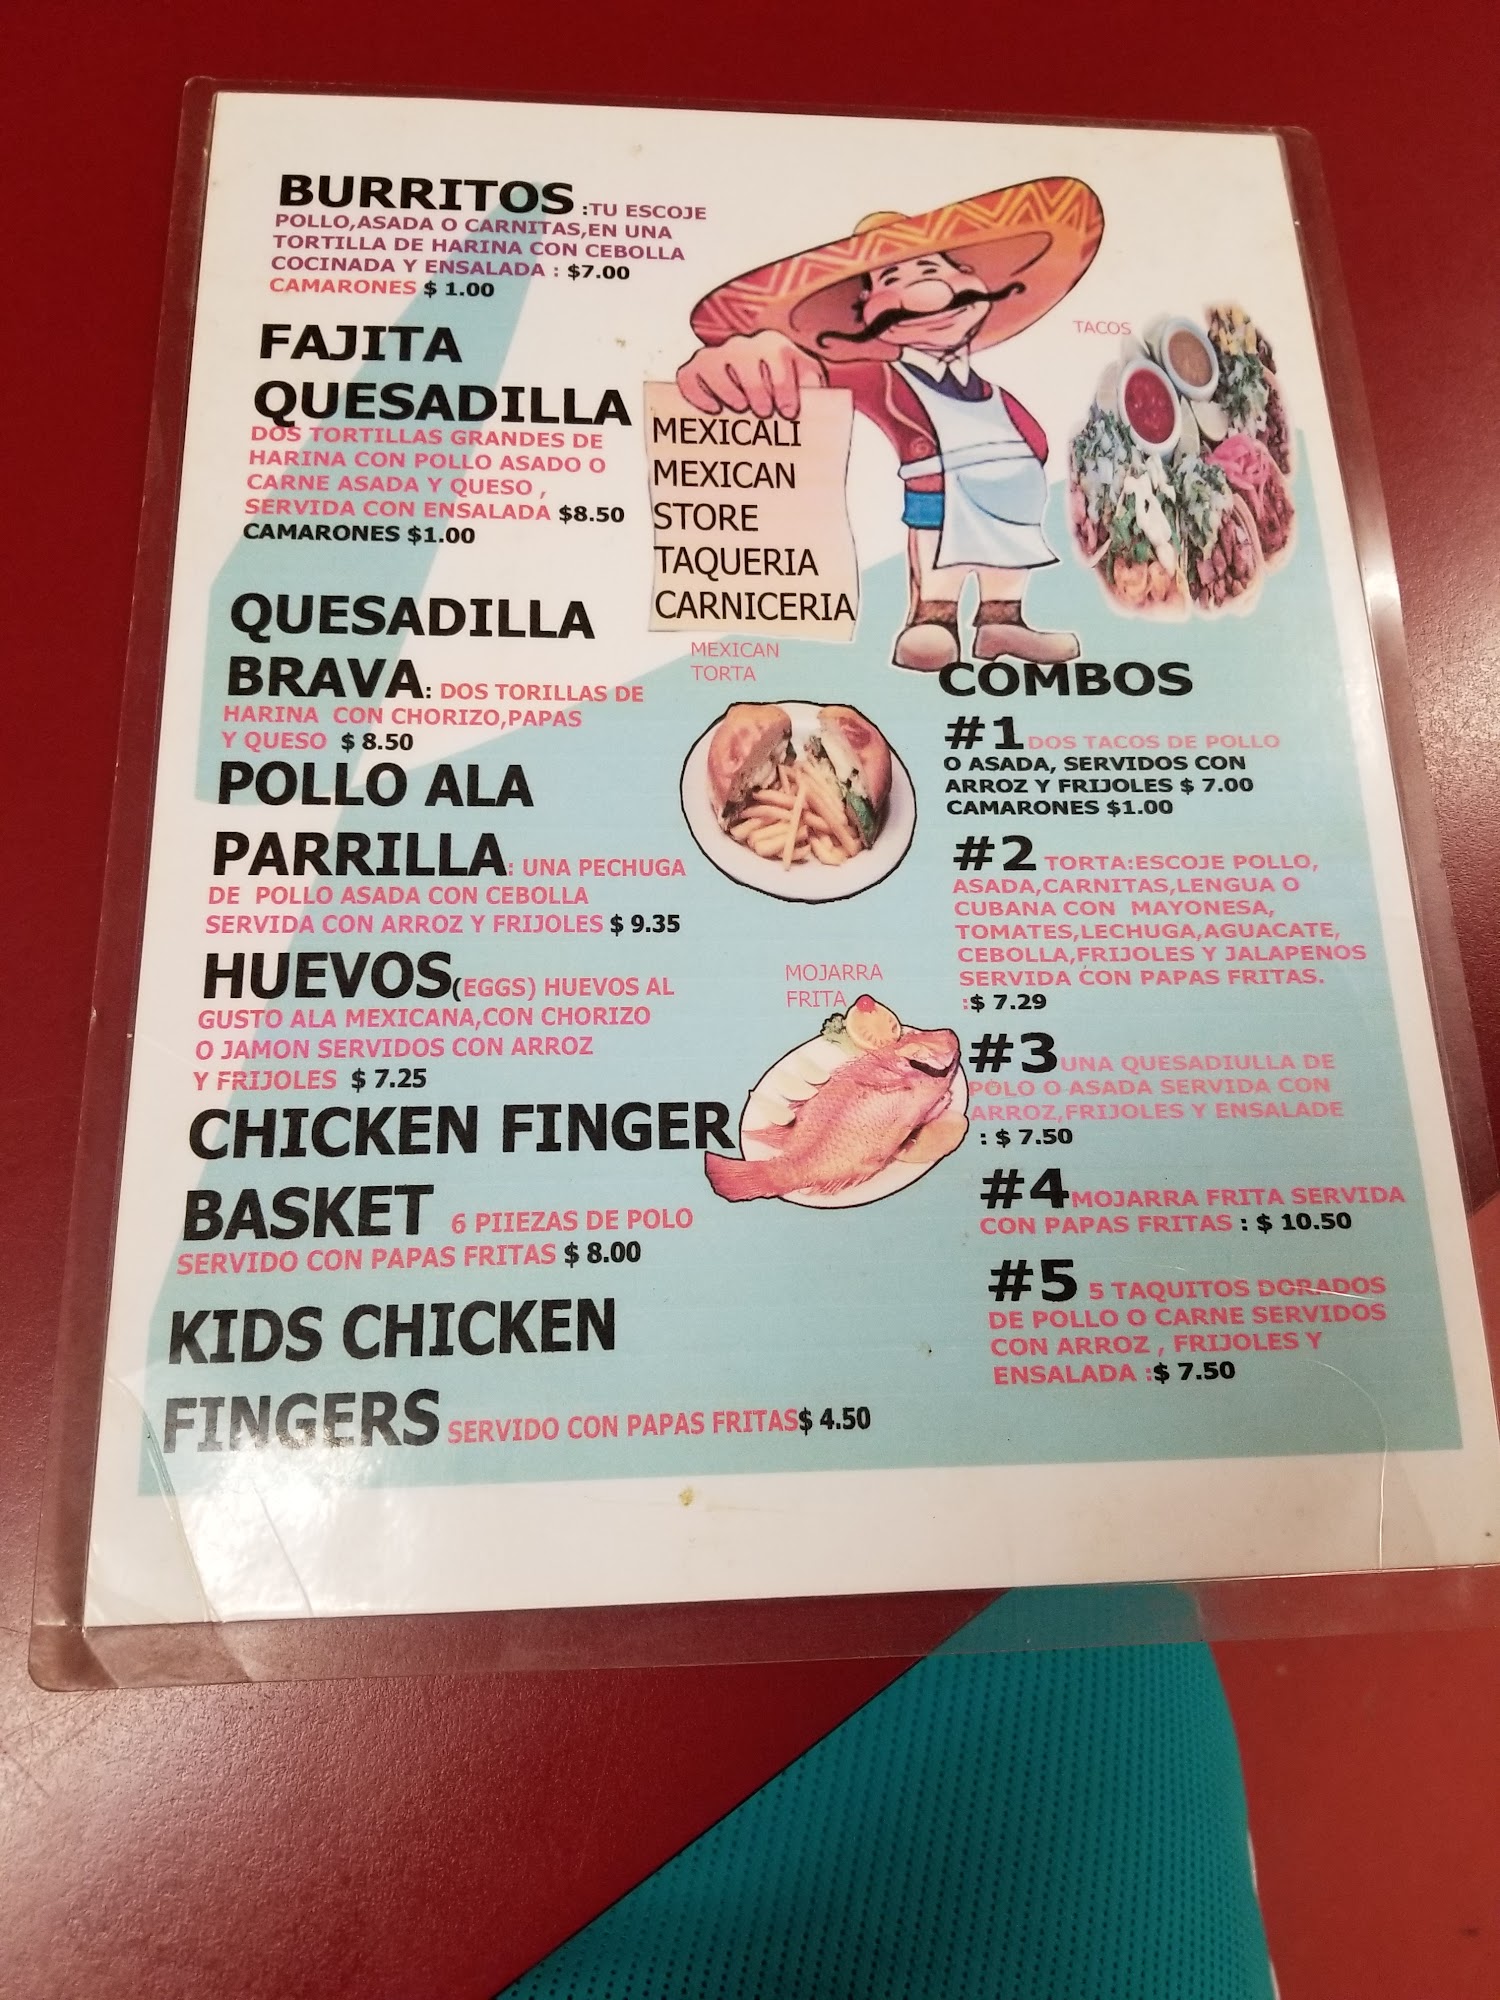 BURRITOS :TU ESCOJE
POLLO,ASADA O CARNITAS,EN UNA
TORTILLA DE HARINA CON CEBOLLA
COCINADA Y ENSALADA : $7.00
CAMARONES $ 1.00
FAJITA
QUESADILLA
DOS TORTILLAS GRANDES DE
HARINA CON POLLO ASADO O
CARNE ASADA Y QUESO ,
SERVIDA CON ENSALADA $8.50
CAMARONES $1.00
QUESADILLA
BRAVA: DOS TORILLAS DE
HARINA CON CHORIZO,PAPAS
Y QUESO $ 8.50
POLLO ALA
PARRILLA: UNA PECHUGA
DE POLLO ASADA CON CEBOLLA
SERVIDA CON ARROZ Y FRIJOLES $ 9.35
HUEVOS(EGGS) HUEVOS AL
GUSTO ALA MEXICANA,CON CHORIZO
O JAMON SERVIDOS CON ARROZ
Y FRIJOLES $ 7.25
CHICKEN FINGER
BASKET 6 PIIEZAS DE POLO
SERVIDO CON PAPAS FRITAS $ 8.00
KIDS CHICKEN
FINGERS SERVIDO CON PAPAS FRITAS$ 4.50
MEXICALI
MEXICAN
STORE
TAQUERIA
CARNICERIA
TACOS
MEXICAN
TORTA
MOJARRA
FRITA
COMBOS
#1 DOS TACOS DE POLLO
O ASADA, SERVIDOS CON
ARROZ Y FRIJOLES $ 7.00
CAMARONES $1.00
#2 TORTA:ESCOJE POLLO,
ASADA,CARNITAS,LENGUA O
CUBANA CON MAYONESA,
TOMATES,LECHUGA,AGUACATE,
CEBOLLA,FRIJOLES Y JALAPENOS
SERVIDA CON PAPAS FRITAS.
:$ 7.29
#3 UNA QUESADIULLA DE
POLO O ASADA SERVIDA CON
ARROZ,FRIJOLES Y ENSALADE
: $ 7.50
#4 MOJARRA FRITA SERVIDA
CON PAPAS FRITAS : $ 10.50
#5 5 TAQUITOS DORADOS
DE POLLO O CARNE SERVIDOS
CON ARROZ , FRIJOLES Y
ENSALADA :$ 7.50